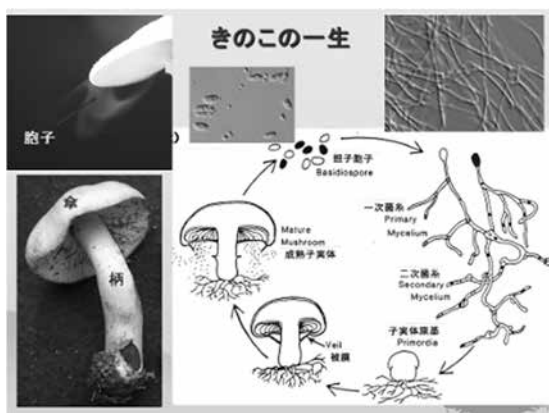 きのこの一生
胞子
担子胞子
Basidiospore
傘
柄
Mature
Mushroom
成熟子実体
一次菌糸
Primary
Mycelium
二次菌糸
Secondary
Mycelium
Veil
被膜
子実体原基
Primordia